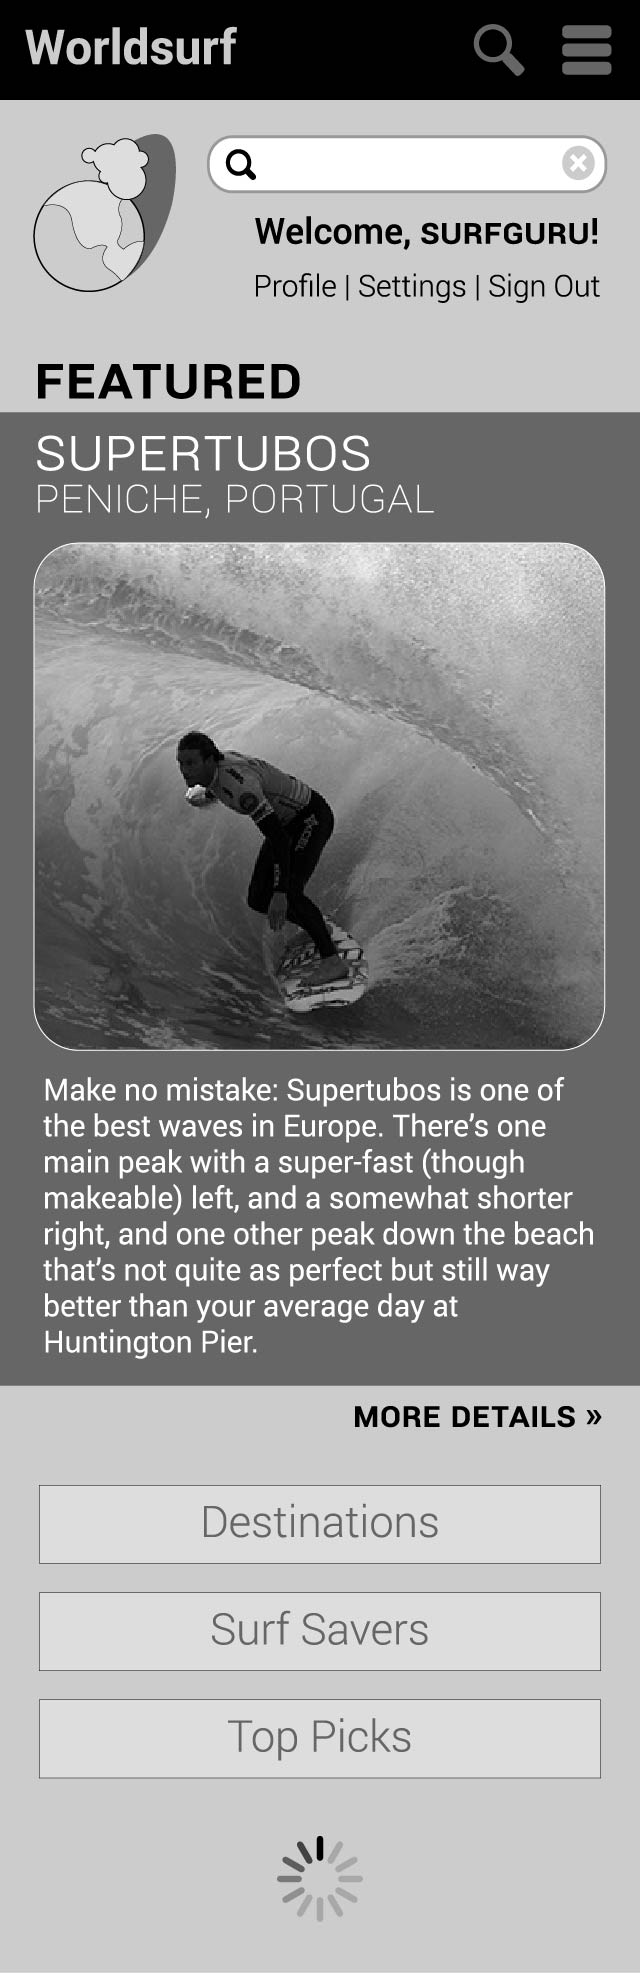 Worldsurf
Welcome, SURFGURU!
Profile | Settings | Sign Out
FEATURED
SUPERTUBOS
PENICHE, PORTUGAL
XCEL
Make no mistake: Supertubos is one of
the best waves in Europe. There’s one
main peak with a super-fast (though
makeable) left, and a somewhat shorter
right, and one other peak down the beach
that’s not quite as perfect but still way
better than your average day at
Huntington Pier.
MORE DETAILS »
Destinations
Surf Savers
Top Picks